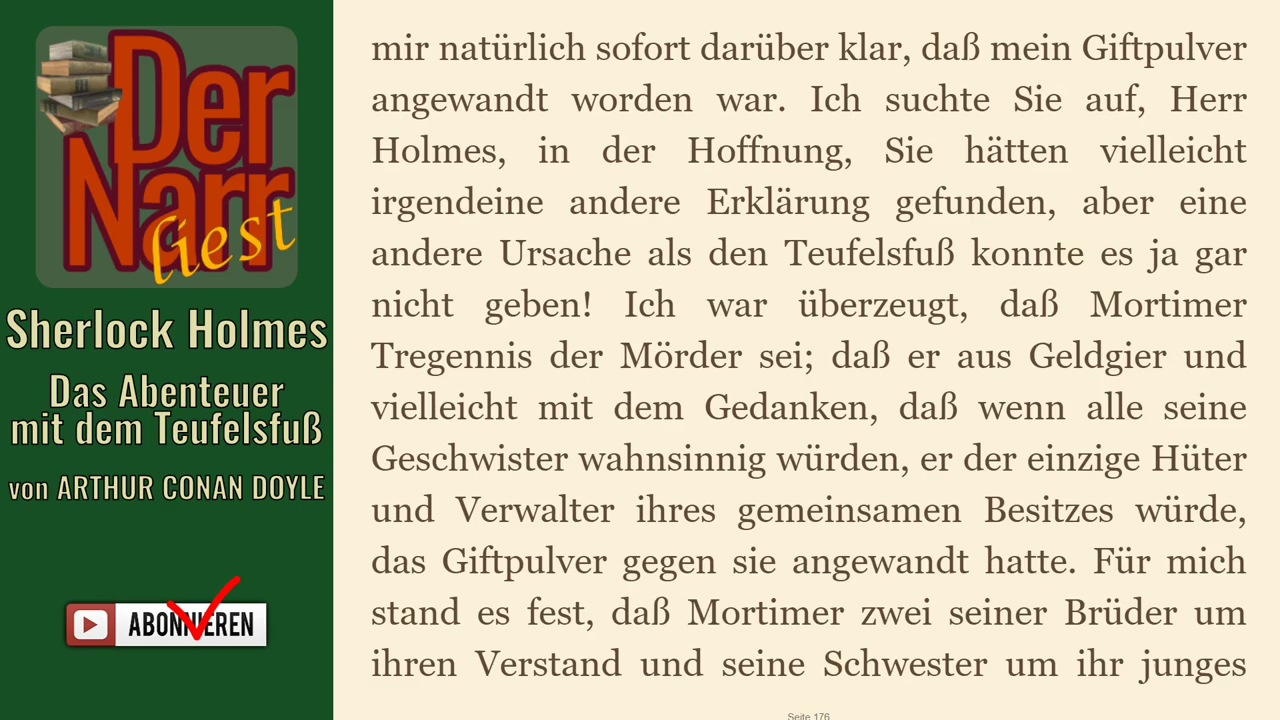 Der
Narr
liest
Sherlock Holmes
Das Abenteuer
mit dem Teufelsfuß
von ARTHUR CONAN DOYLE
ABONNIEREN
mir natürlich sofort darüber klar, daß mein Giftpulver
angewandt worden war. Ich suchte Sie auf, Herr
Holmes, in der Hoffnung, Sie hätten vielleicht
irgendeine andere Erklärung gefunden, aber eine
andere Ursache als den Teufelsfuß konnte es ja gar
nicht geben! Ich war überzeugt, daß Mortimer
Tregennis der Mörder sei; daß er aus Geldgier und
vielleicht mit dem Gedanken, daß wenn alle seine
Geschwister wahnsinnig würden, er der einzige Hüter
und Verwalter ihres gemeinsamen Besitzes würde,
das Giftpulver gegen sie angewandt hatte. Für mich
stand es fest, daß Mortimer zwei seiner Brüder um
ihren Verstand und seine Schwester um ihr junges
Seite 176